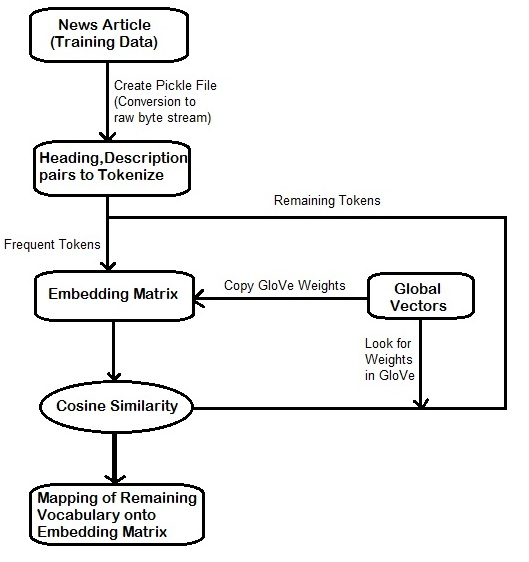 News Article
(Training Data)
Create Pickle File
(Conversion to
raw byte stream)
Heading,Description
pairs to Tokenize
Remaining Tokens
Frequent Tokens
Embedding Matrix
Copy GloVe Weights
Global
Vectors
Look for
Weights
in GloVe
Cosine Similarity
Mapping of Remaining
Vocabulary onto
Embedding Matrix